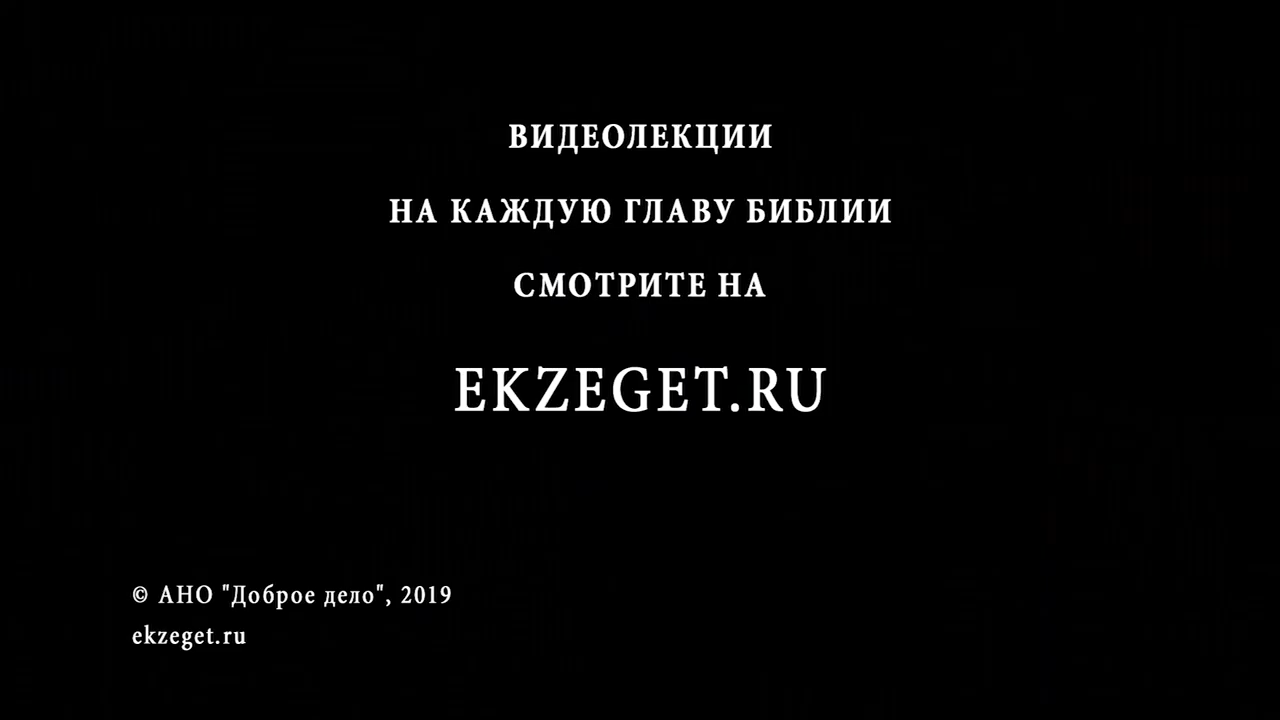 ВИДЕОЛЕКЦИИ
НА КАЖДУЮ ГЛАВУ БИБЛИИ
СМОТРИТЕ НА
EKZEGET.RU
© АНО "Доброе дело", 2019
ekzeget.ru